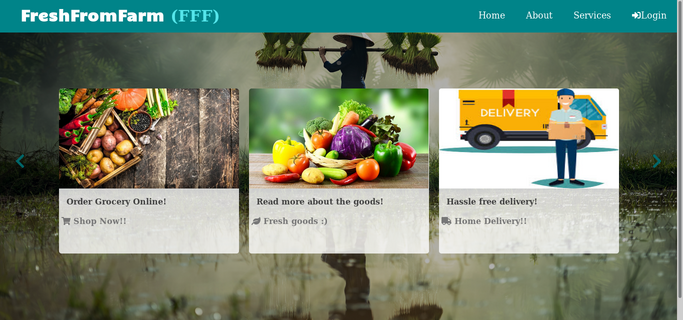 FreshFromFarm (FFF)
Home About Services Login
DELIVERY
Order Grocery Online!
Shop Now!!
Read more about the goods!
Fresh goods :)
Hassle free delivery!
Home Delivery!!